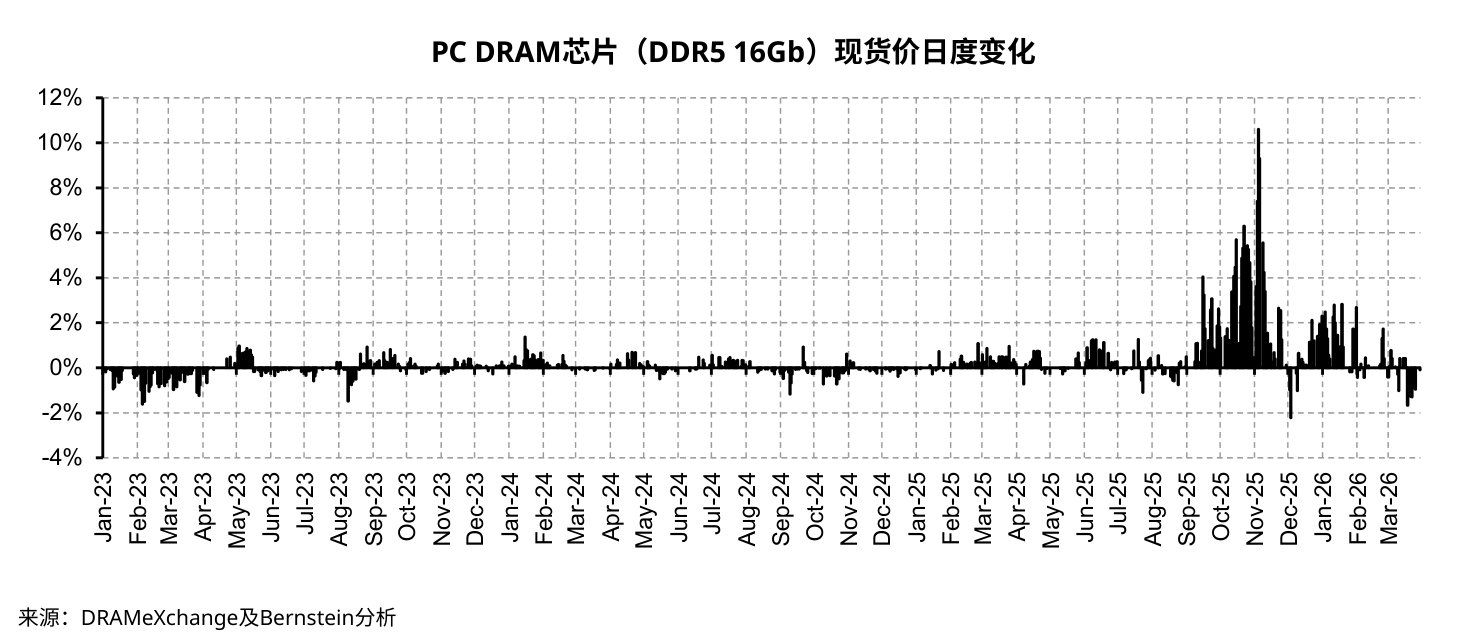 PC DRAM芯片（DDR5 16Gb）现货价日度变化
12%
10%
8%
6%
4%
2%
0%
-2%
-4%
Jan-23
Feb-23
Mar-23
Apr-23
May-23
Jun-23
Jul-23
Aug-23
Sep-23
Oct-23
Nov-23
Dec-23
Jan-24
Feb-24
Mar-24
Apr-24
May-24
Jun-24
Jul-24
Aug-24
Sep-24
Oct-24
Nov-24
Dec-24
Jan-25
Feb-25
Mar-25
Apr-25
May-25
Jun-25
Jul-25
Aug-25
Sep-25
Oct-25
Nov-25
Dec-25
Jan-26
Feb-26
Mar-26
来源：DRAMeXchange及Bernstein分析